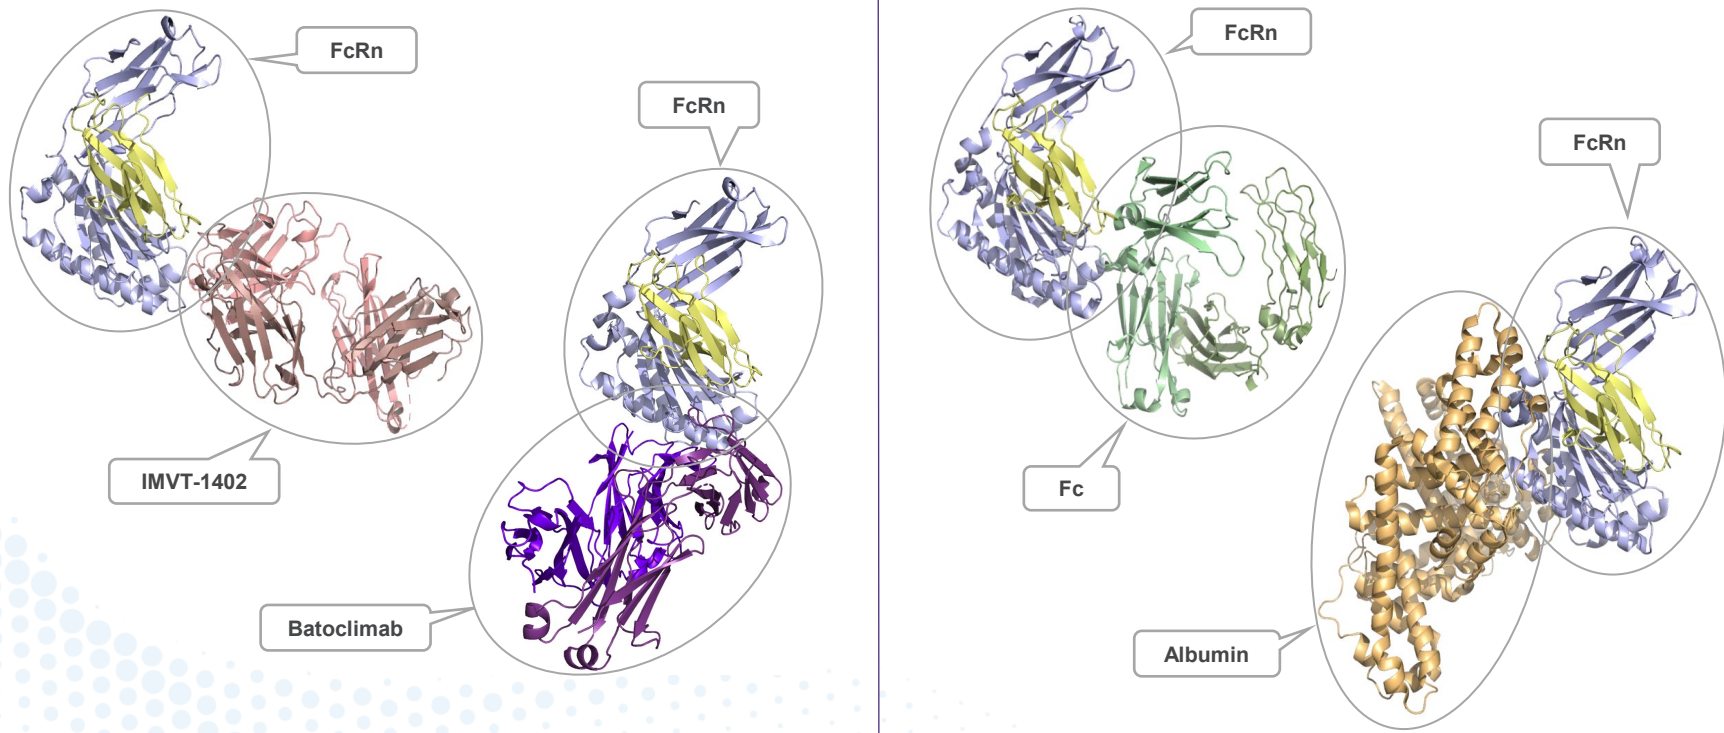 FcRn
FcRn
IMVT-1402
Batoclimab
FcRn
FcRn
Fc
Albumin